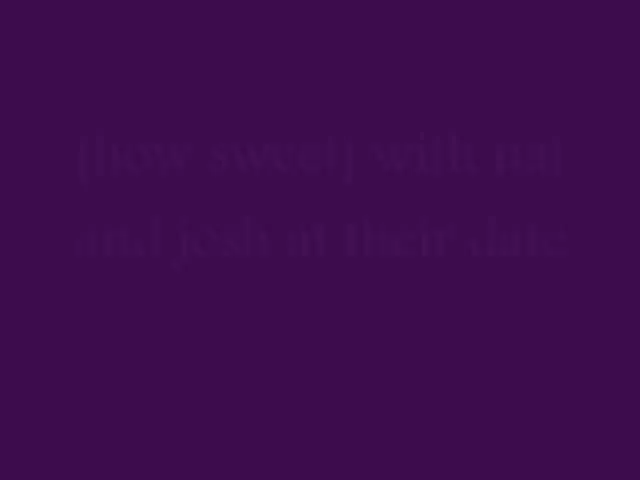 (how sweet) with nat
and josh at their date